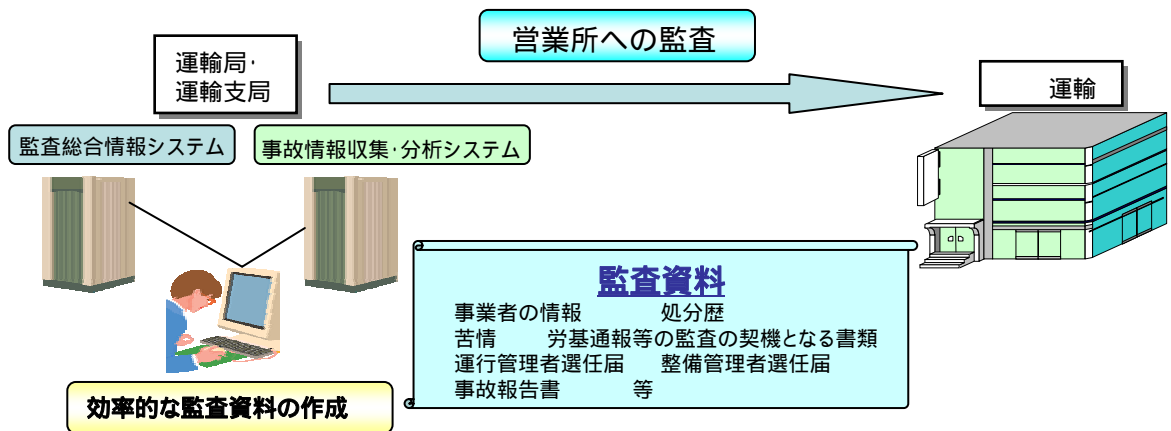 営業所への監査
運輸局・
運輸支局
運輸
監査総合情報システム
事故情報収集・分析システム
監査資料
事業者の情報　処分歴
苦情　労基通報等の監査の契機となる書類
運行管理者選任届　整備管理者選任届
事故報告書　等
効率的な監査資料の作成